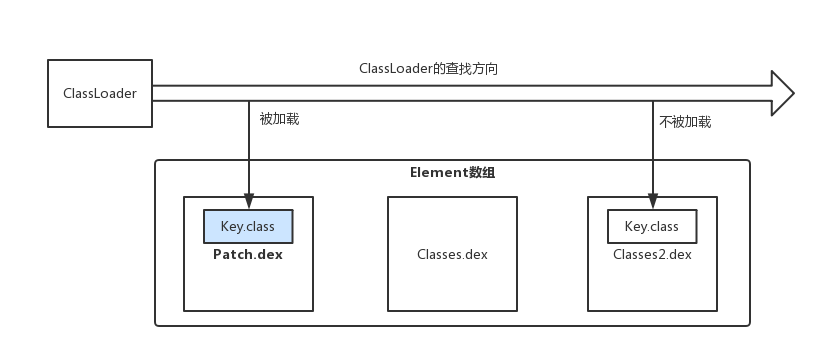 ClassLoader的查找方向
ClassLoader
被加载
不被加载
Element数组
Key.class
Patch.dex
Classes.dex
Key.class
Classes2.dex